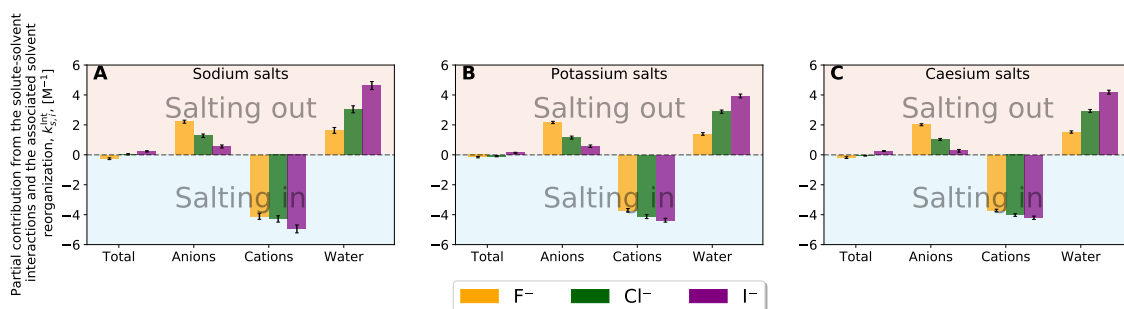 Partial contribution from the solute-solvent
interactions and the associated solvent
reorganization, k_{s,i}^{Int}, [M⁻¹]
A
Sodium salts
Salting out
Salting in
6
4
2
0
−2
−4
−6
Total
Anions
Cations
Water
B
Potassium salts
Salting out
Salting in
6
4
2
0
−2
−4
−6
Total
Anions
Cations
Water
C
Caesium salts
Salting out
Salting in
6
4
2
0
−2
−4
−6
Total
Anions
Cations
Water
F⁻ Cl⁻ I⁻